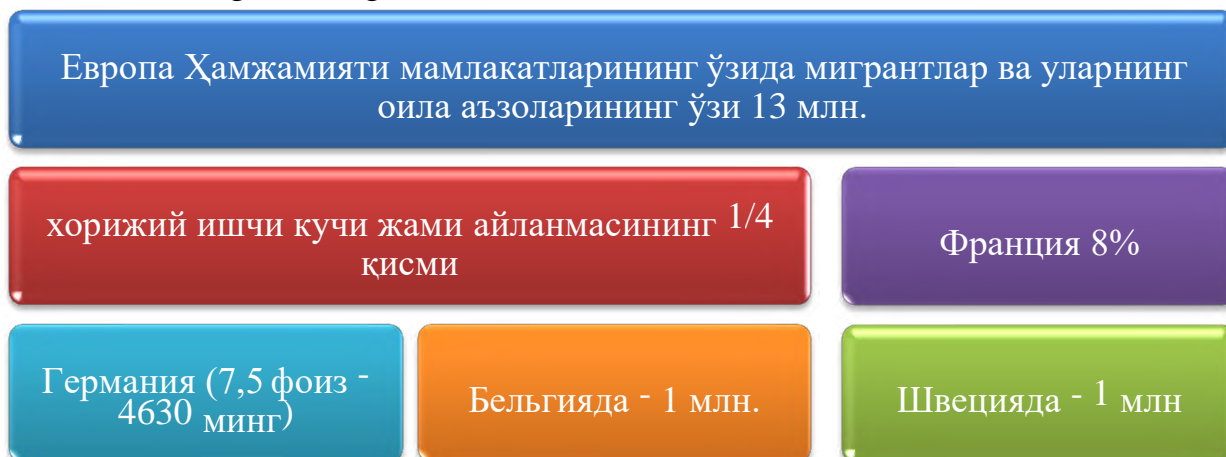 Европа Ҳамжамияти мамлакатларининг ўзида мигрантлар ва уларнинг
оила аъзоларининг ўзи 13 млн.
хорижий ишчи кучи жами айланмасининг 1/4
қисми
Франция 8%
Германия (7,5 фоиз -
4630 минг)
Бельгияда - 1 млн.
Швецияда - 1 млн